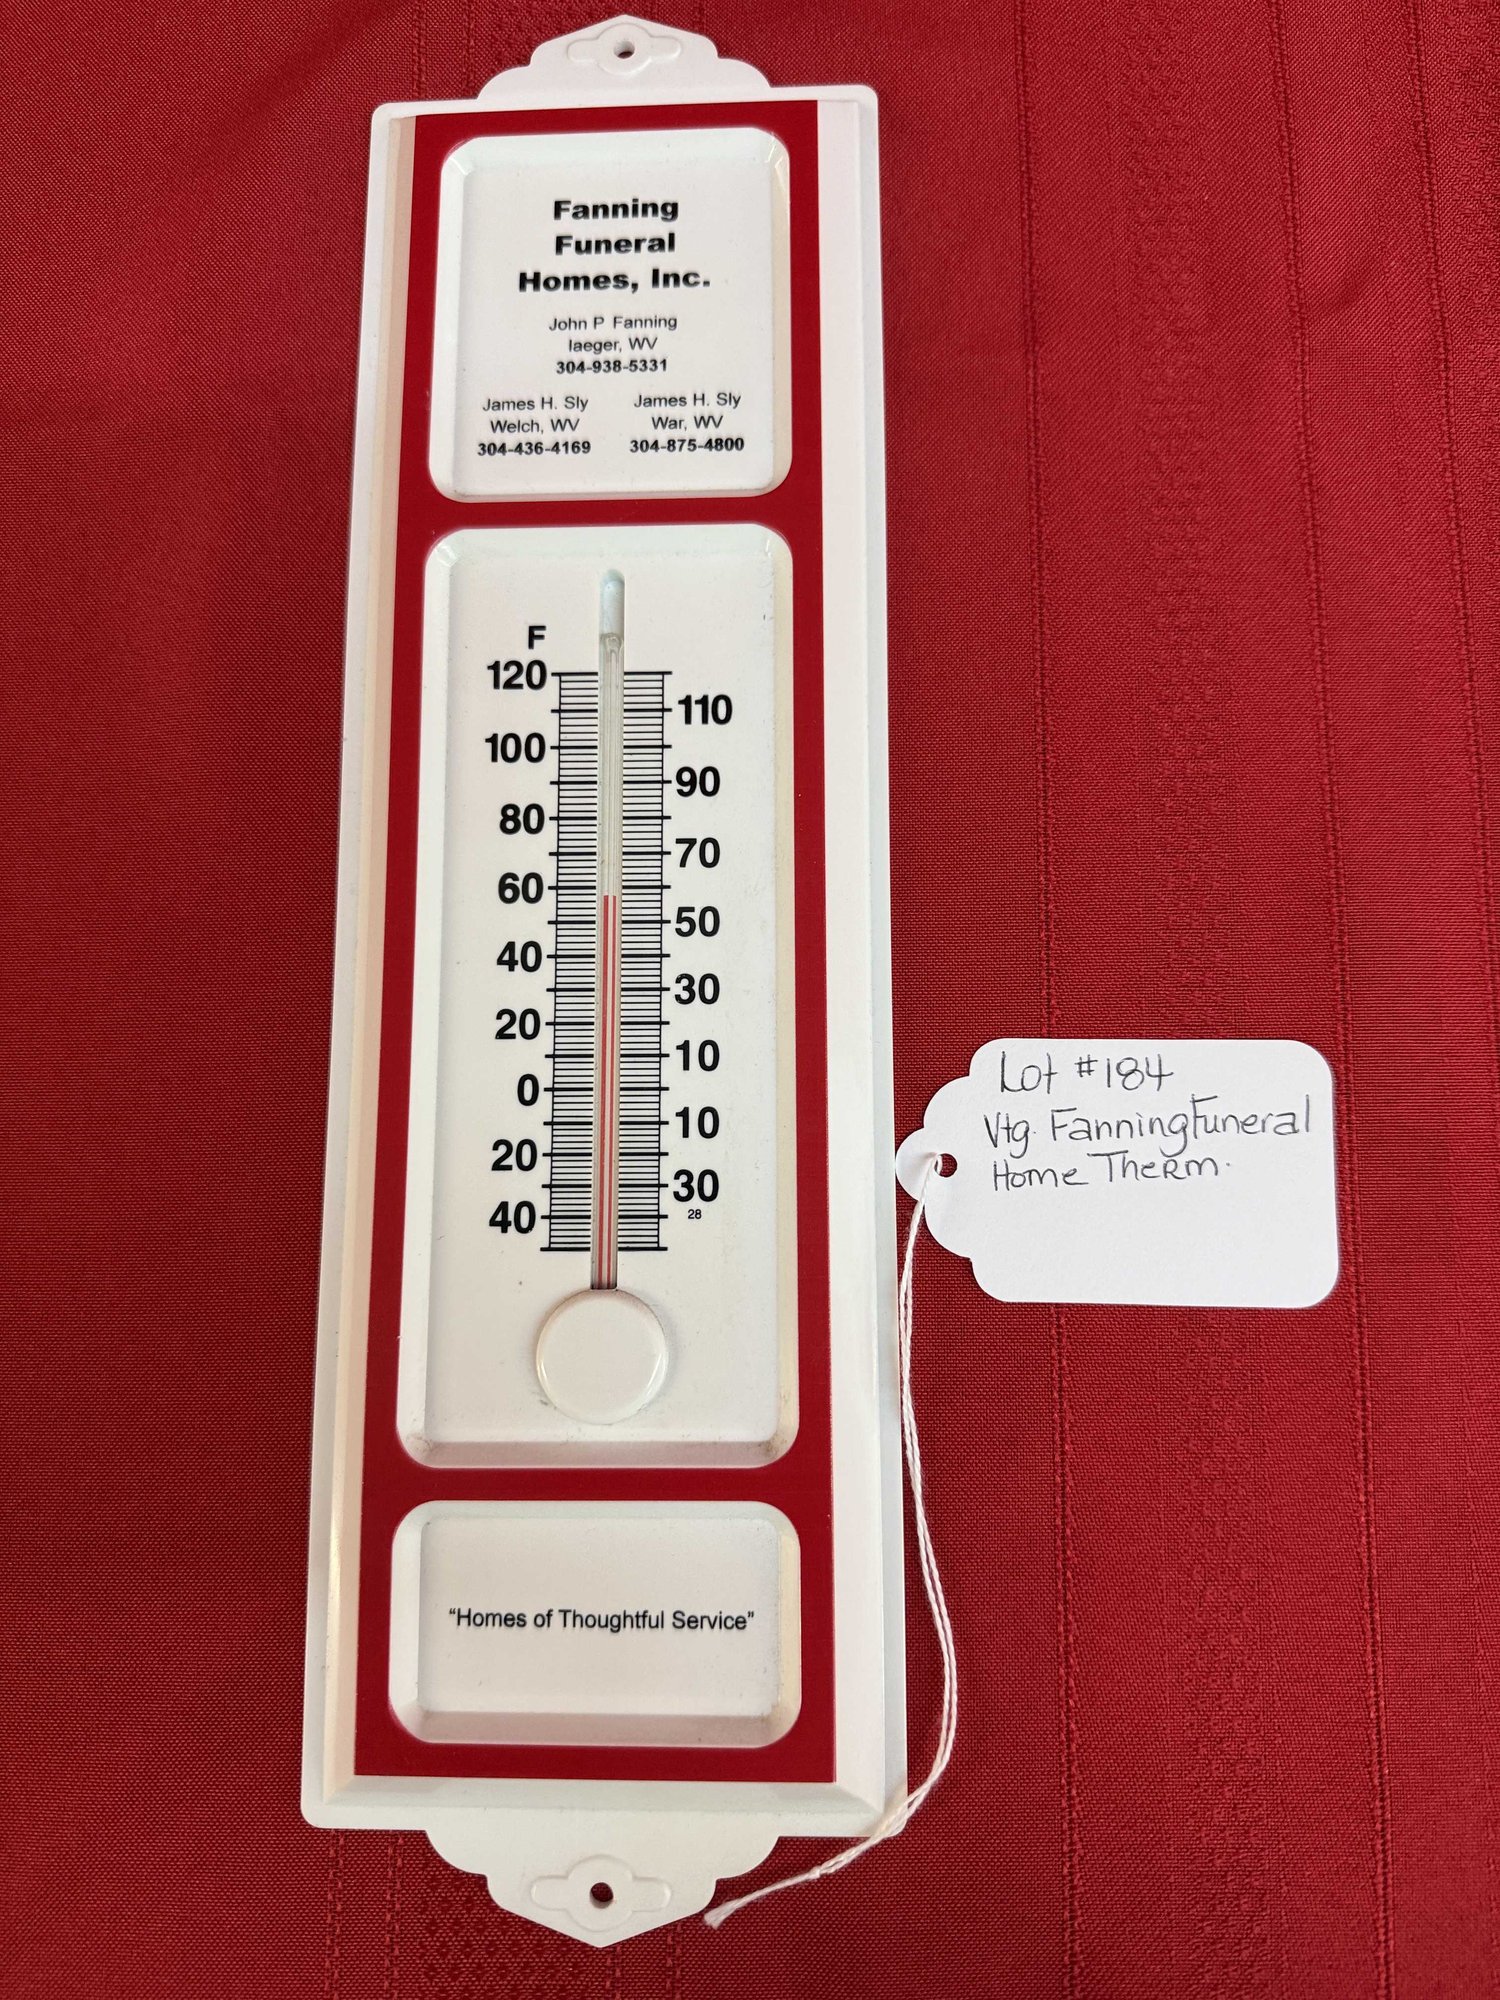 Fanning
Funeral
Homes, Inc.
John P Fanning
Iaeger, WV
304-938-5331
James H. Sly James H. Sly
Welch, WV War, WV
304-436-4169 304-875-4800
F
120
110
100
90
80
70
60
50
40
30
20
10
0
10
20
30
40
28
"Homes of Thoughtful Service"
Lot #184
Vtg. Fanning Funeral
Home Therm.